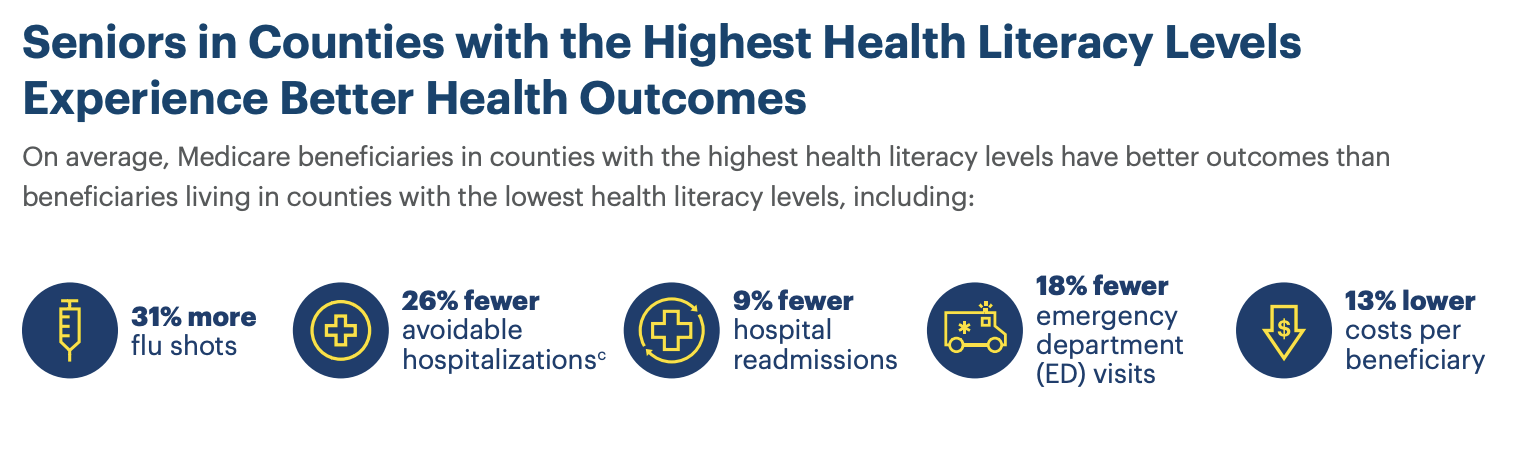 Seniors in Counties with the Highest Health Literacy Levels
Experience Better Health Outcomes
On average, Medicare beneficiaries in counties with the highest health literacy levels have better outcomes than
beneficiaries living in counties with the lowest health literacy levels, including:
31% more
flu shots
26% fewer
avoidable
hospitalizationsᶜ
9% fewer
hospital
readmissions
18% fewer
emergency
department
(ED) visits
$
13% lower
costs per
beneficiary